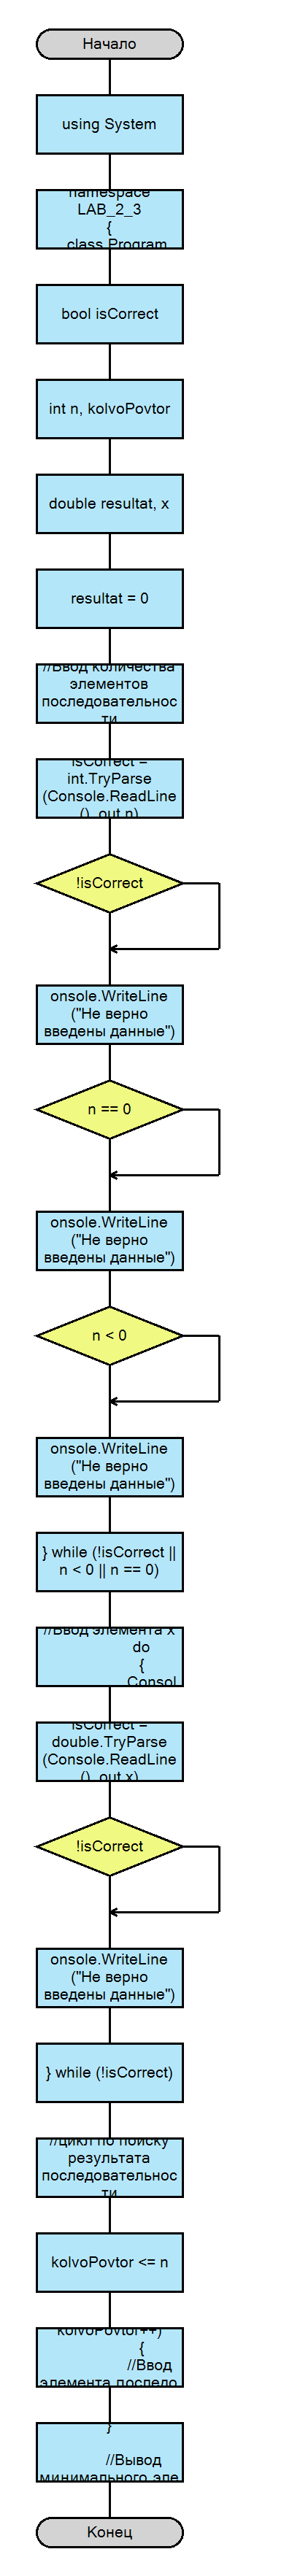 Начало
using System
namespace
LAB_2_3
{
class Program
bool isCorrect
int n, kolvoPovtor
double resultat, x
resultat = 0
//Ввод количества
элементов
последовательнос
ти
isCorrect =
int.TryParse
(Console.ReadLine
(), out n)
!isCorrect
onsole.WriteLine
("Не верно
введены данные")
n == 0
onsole.WriteLine
("Не верно
введены данные")
n < 0
onsole.WriteLine
("Не верно
введены данные")
} while (!isCorrect ||
n < 0 || n == 0)
//Ввод элемента x
do
{
Consol
isCorrect =
double.TryParse
(Console.ReadLine
(), out x)
!isCorrect
onsole.WriteLine
("Не верно
введены данные")
} while (!isCorrect)
//цикл по поиску
результата
последовательнос
ти
kolvoPovtor <= n
kolvoPovtor++)
{
//Ввод
элемента последо
}
//Вывод
минимального эле
Конец